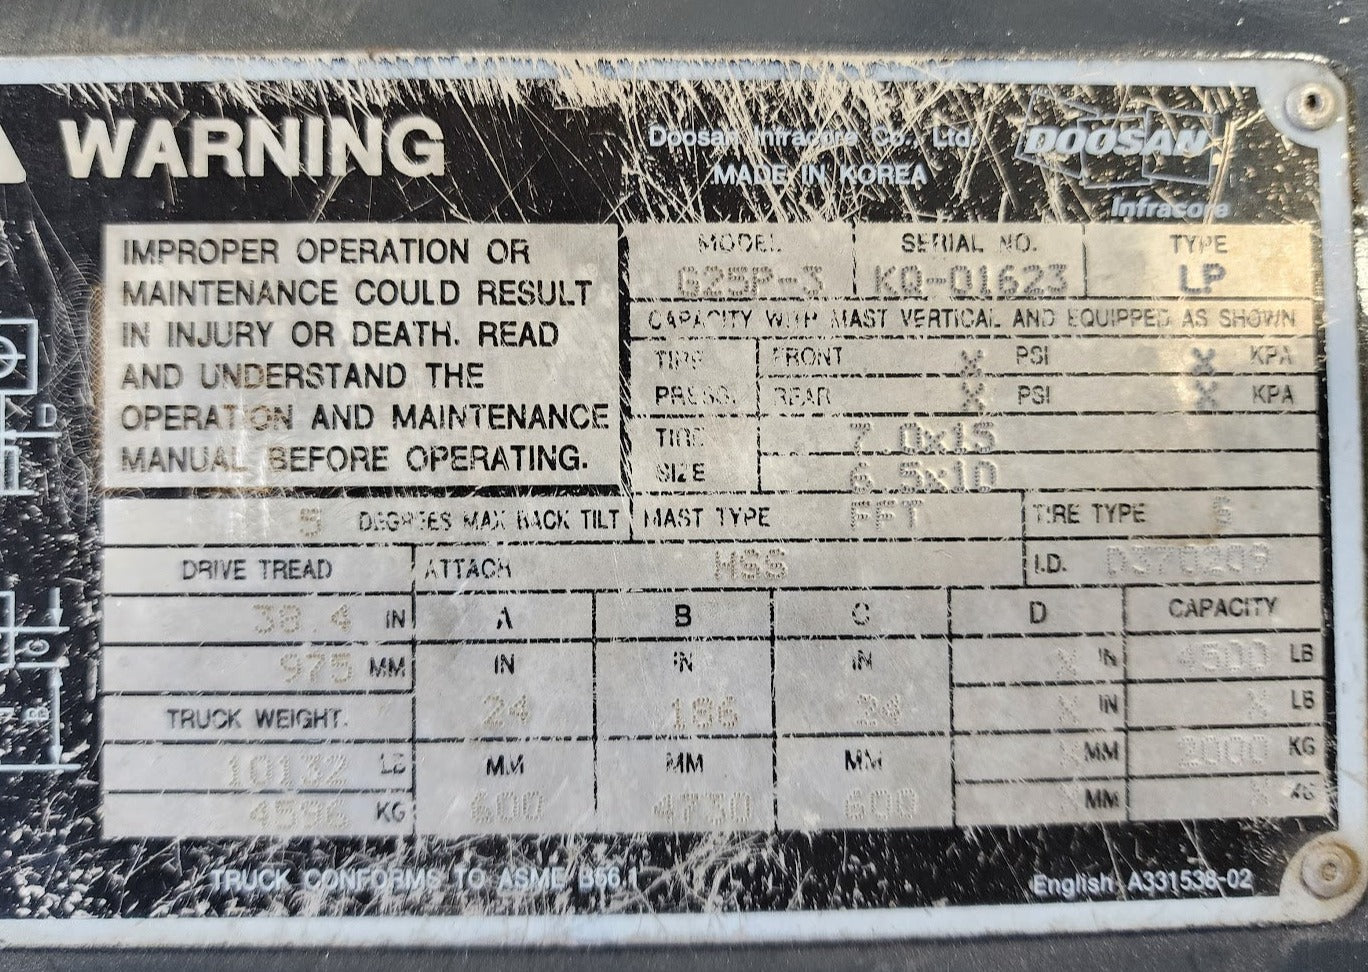 WARNING
Doosan Infracore Co., Ltd.
MADE IN KOREA
DOOSAN
Infracore
IMPROPER OPERATION OR
MAINTENANCE COULD RESULT
IN INJURY OR DEATH. READ
AND UNDERSTAND THE
OPERATION AND MAINTENANCE
MANUAL BEFORE OPERATING.
MODEL SERIAL NO. TYPE
G25P-3 KQ-01623 LP
CAPACITY WITH MAST VERTICAL AND EQUIPPED AS SHOWN
TIRE FRONT X PSI X KPA
PRESS. REAR X PSI X KPA
TIRE 7.0x15
SIZE 6.5x10
5 DEGREES MAX BACK TILT MAST TYPE FFT TIRE TYPE S
DRIVE TREAD ATTACH HSS I.D.
38.4 IN A B C D CAPACITY
975 MM IN IN IN X IN 4500 LB
TRUCK WEIGHT. 24 186 24 X IN X LB
10132 LB MM MM MM X MM 2000 KG
4596 KG 600 4730 600 X MM X KG
TRUCK CONFORMS TO ASME B56.1
English A331538-02
D
C
B